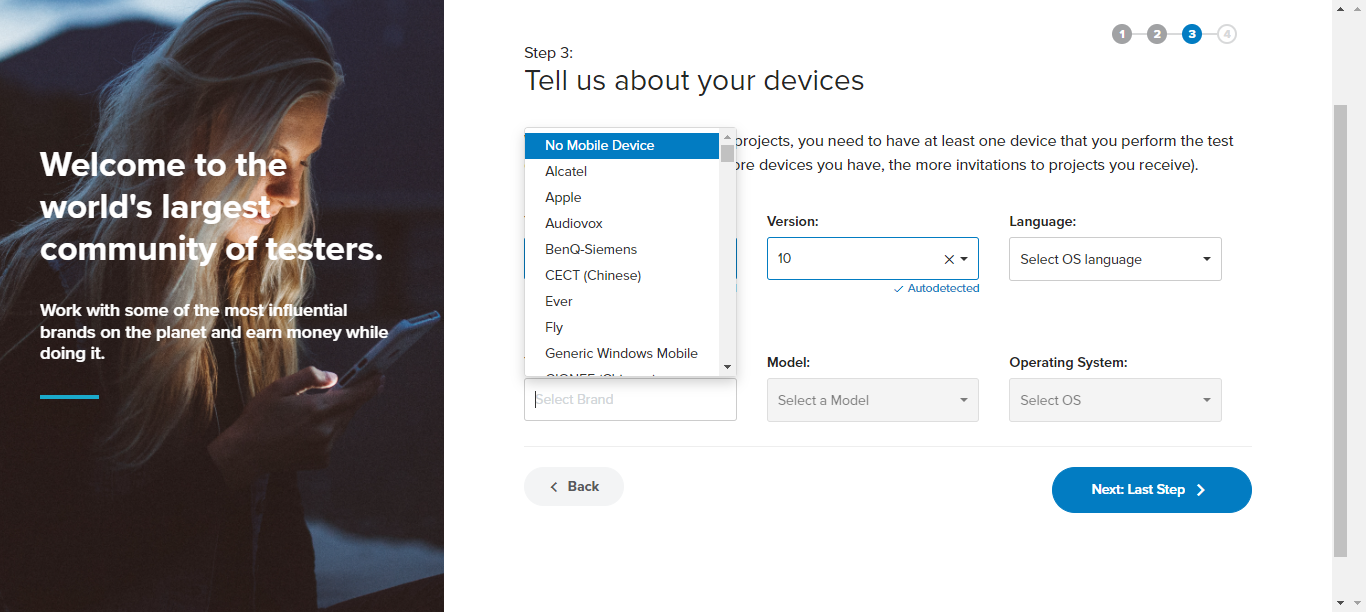 Welcome to the
world's largest
community of testers.
Work with some of the most influential
brands on the planet and earn money while
doing it.
1 2 3 4
Step 3:
Tell us about your devices
projects, you need to have at least one device that you perform the test
ore devices you have, the more invitations to projects you receive).
No Mobile Device
Alcatel
Apple
Audiovox
BenQ-Siemens
CECT (Chinese)
Ever
Fly
Generic Windows Mobile
Version:
10
Autodetected
Language:
Select OS language
Select Brand
Model:
Select a Model
Operating System:
Select OS
Back
Next: Last Step